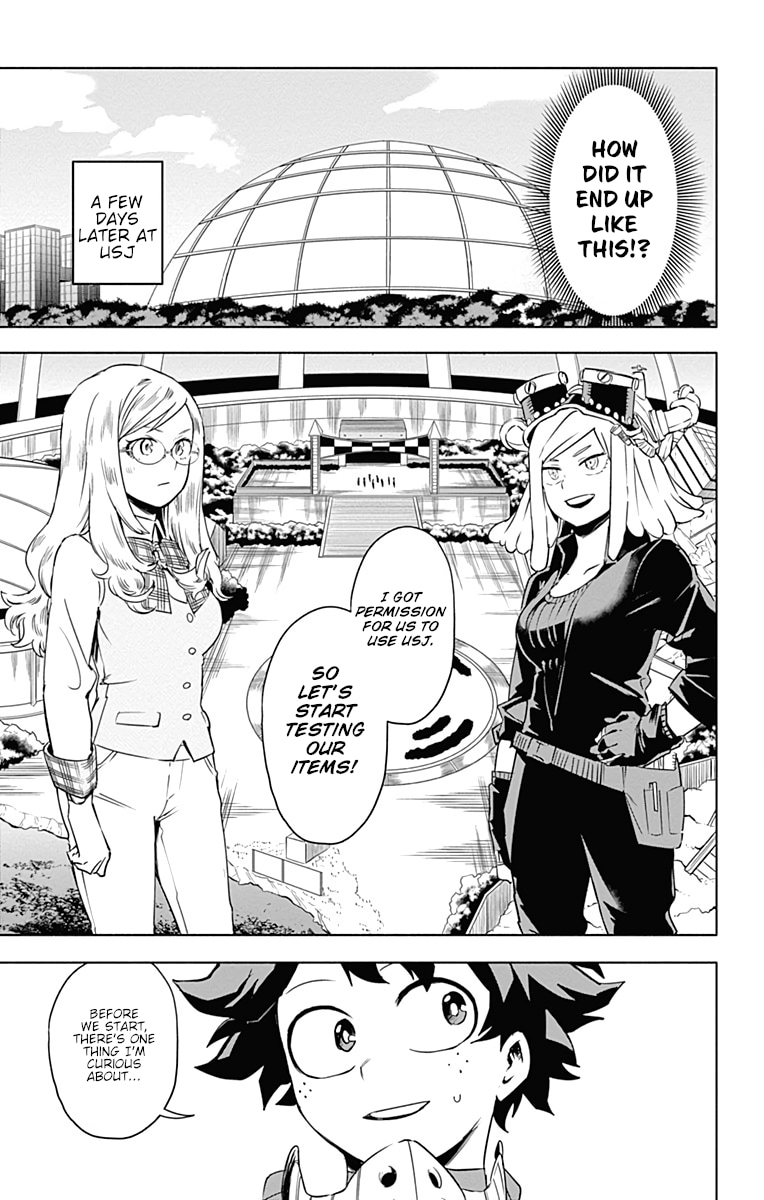 HOW
DID IT
END UP
LIKE
THIS!?
A FEW
DAYS
LATER AT
USJ
I GOT
PERMISSION
FOR US TO
USE USJ.
SO
LET'S
START
TESTING
OUR
ITEMS!
BEFORE
WE START,
THERE'S ONE
THING I'M
CURIOUS
ABOUT...